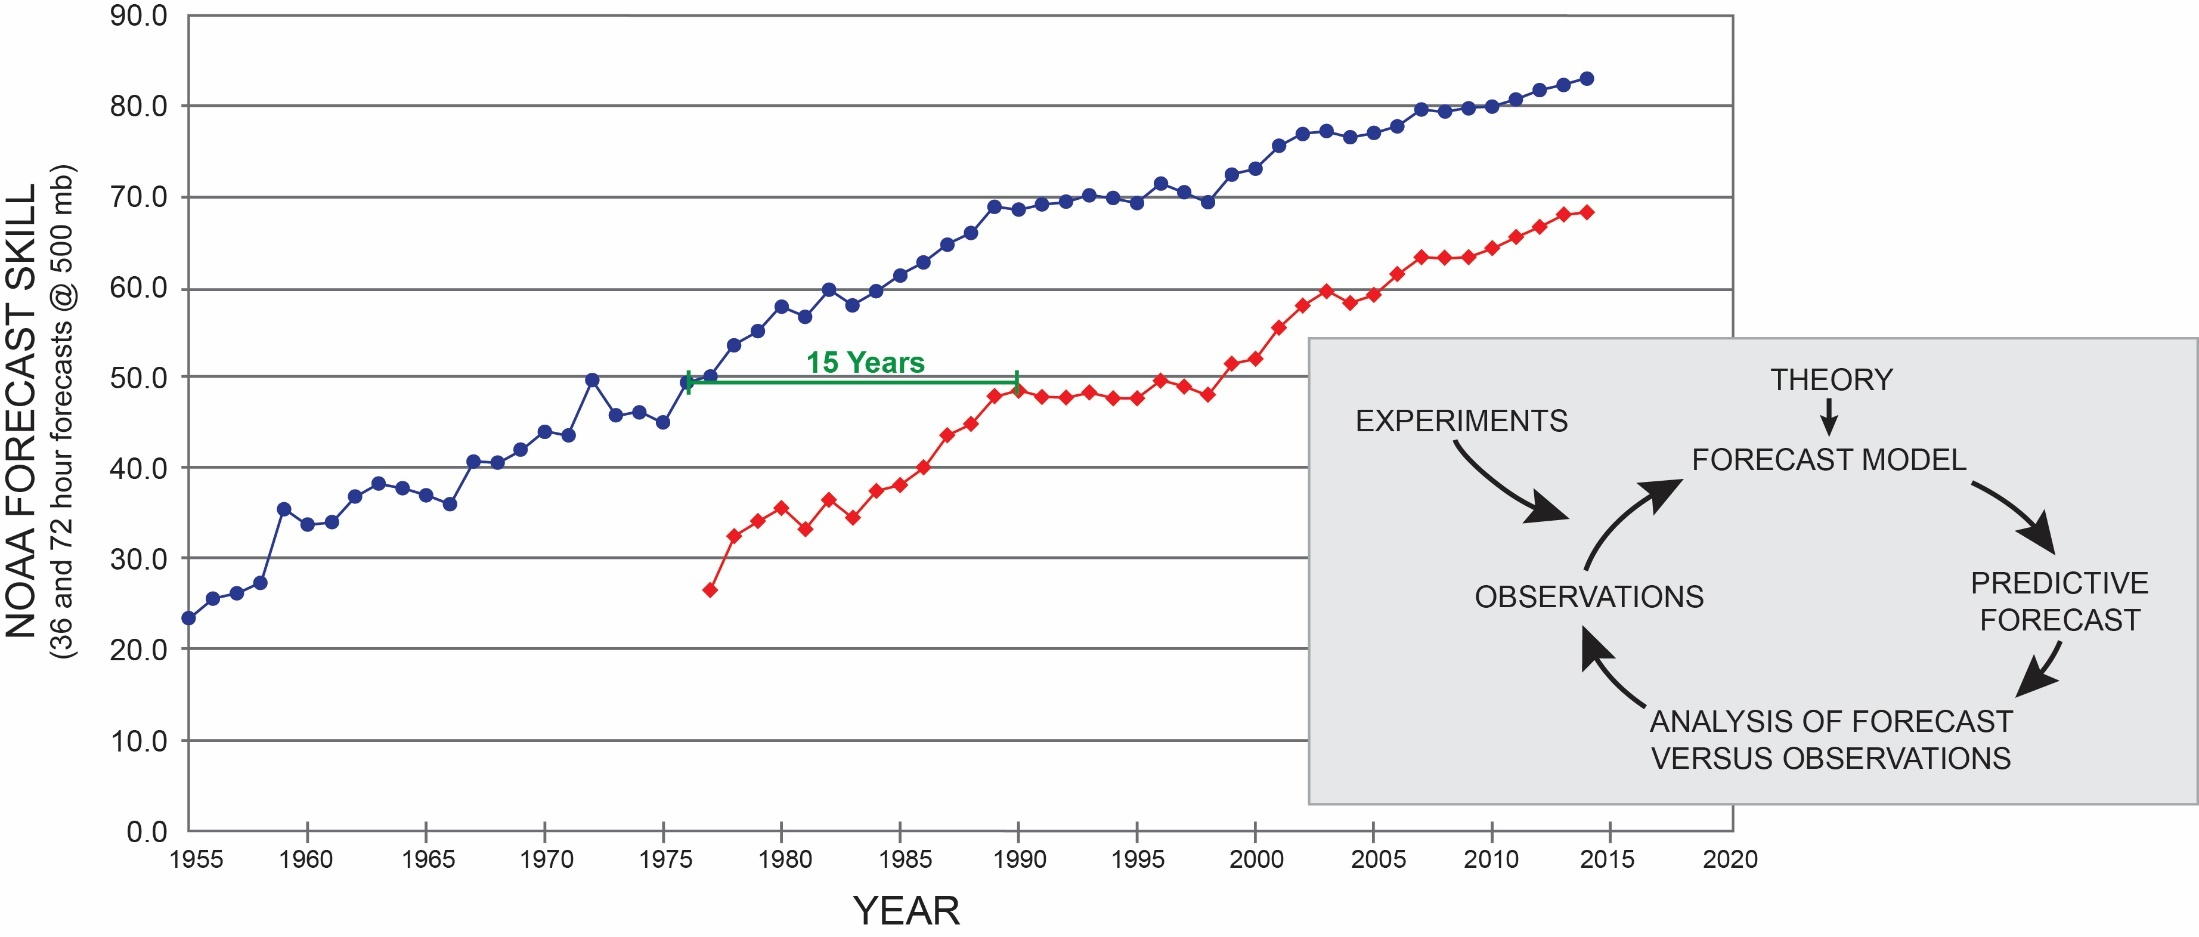 NOAA FORECAST SKILL
(36 and 72 hour forecasts @ 500 mb)
90.0
80.0
70.0
60.0
50.0
40.0
30.0
20.0
10.0
0.0
15 Years
1955 1960 1965 1970 1975 1980 1985 1990 1995 2000 2005 2010 2015 2020
YEAR
THEORY
EXPERIMENTS
FORECAST MODEL
OBSERVATIONS
PREDICTIVE
FORECAST
ANALYSIS OF FORECAST
VERSUS OBSERVATIONS